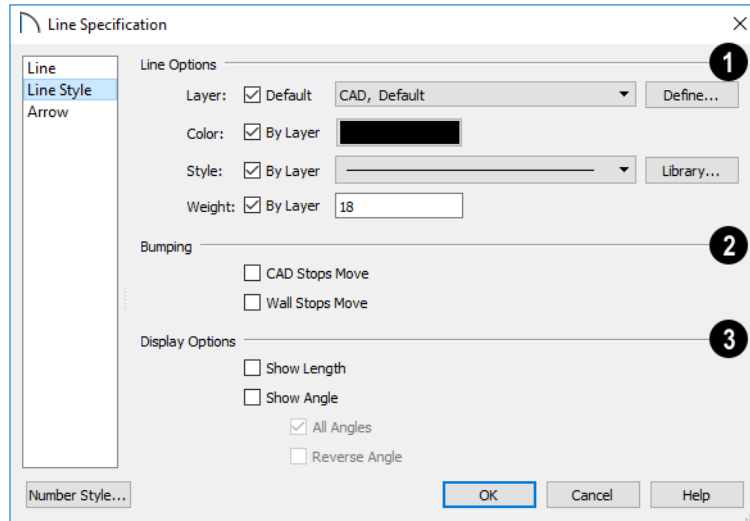 Line Specification
Line
Line Style
Arrow
Line Options
1
Layer: Default CAD, Default Define...
Color: By Layer
Style: By Layer Library...
Weight: By Layer 18
Bumping
2
CAD Stops Move
Wall Stops Move
Display Options
3
Show Length
Show Angle
All Angles
Reverse Angle
Number Style... OK Cancel Help